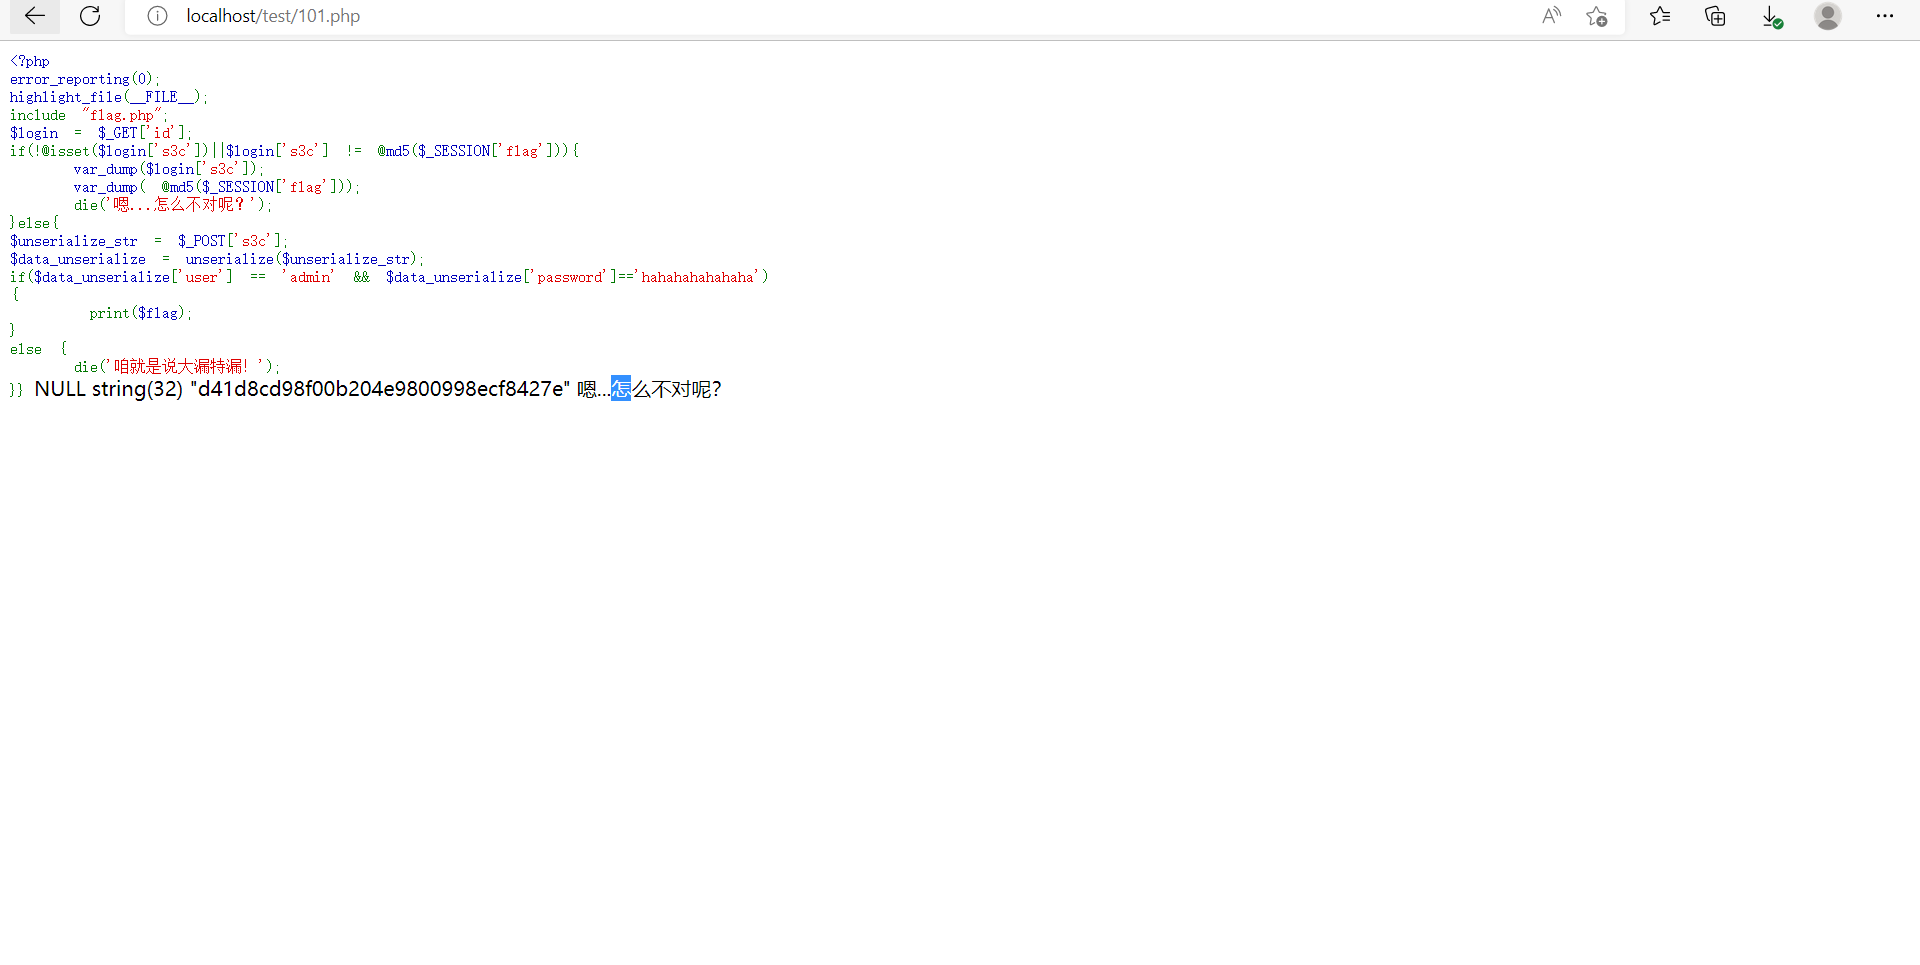 localhost/test/101.php
<?php
error_reporting(0);
highlight_file(__FILE__);
include "flag.php";
$login = $_GET['id'];
if(!@isset($login['s3c'])||$login['s3c'] != @md5($_SESSION['flag'])){
        var_dump($login['s3c']);
        var_dump( @md5($_SESSION['flag']));
        die('嗯...怎么不对呢？');
}else{
$unserialize_str = $_POST['s3c'];
$data_unserialize = unserialize($unserialize_str);
if($data_unserialize['user'] == 'admin' && $data_unserialize['password']=='hahahahahahaha')
{
          print($flag);
}
else {
        die('咱就是说大漏特漏！');
}} NULL string(32) "d41d8cd98f00b204e9800998ecf8427e" 嗯...怎么不对呢？